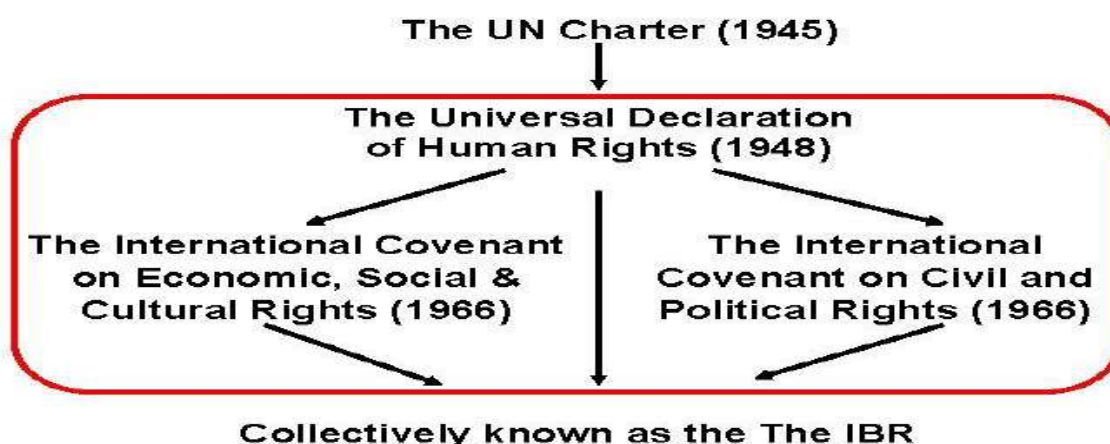 The UN Charter (1945)
The Universal Declaration
of Human Rights (1948)
The International Covenant
on Economic, Social &
Cultural Rights (1966)
The International
Covenant on Civil and
Political Rights (1966)
Collectively known as the The IBR